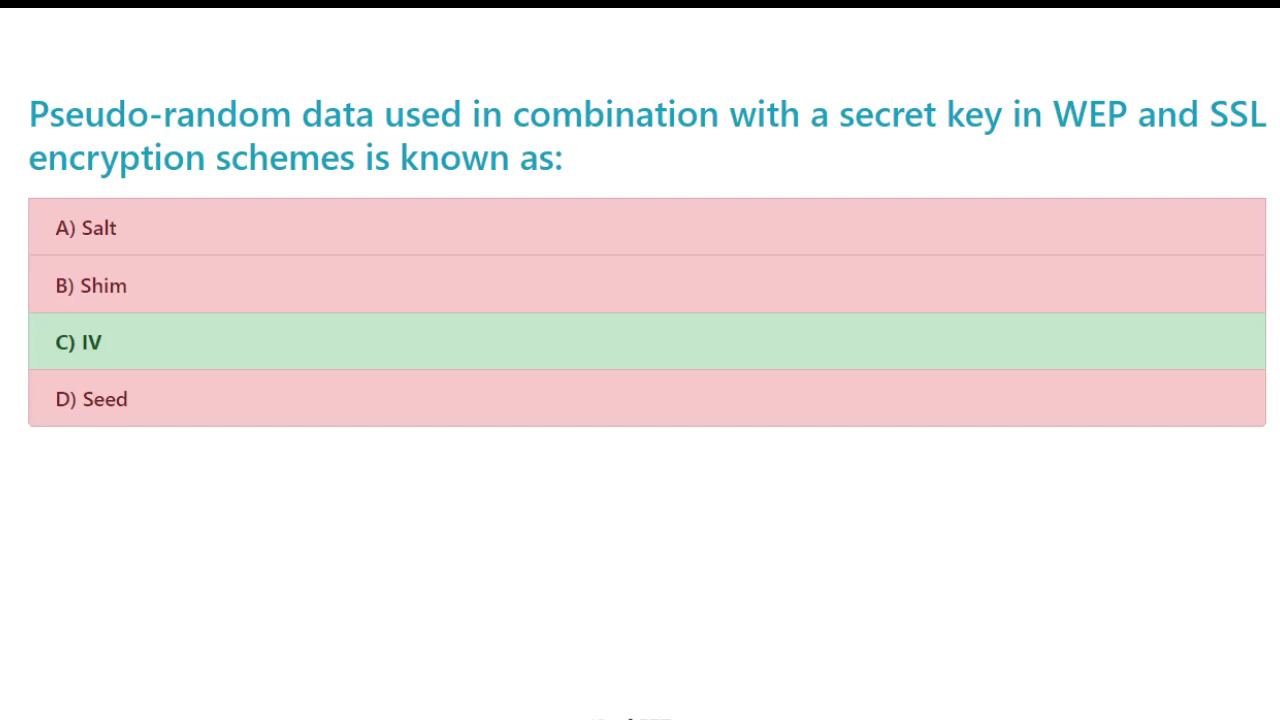 Pseudo-random data used in combination with a secret key in WEP and SSL
encryption schemes is known as:
A) Salt
B) Shim
C) IV
D) Seed